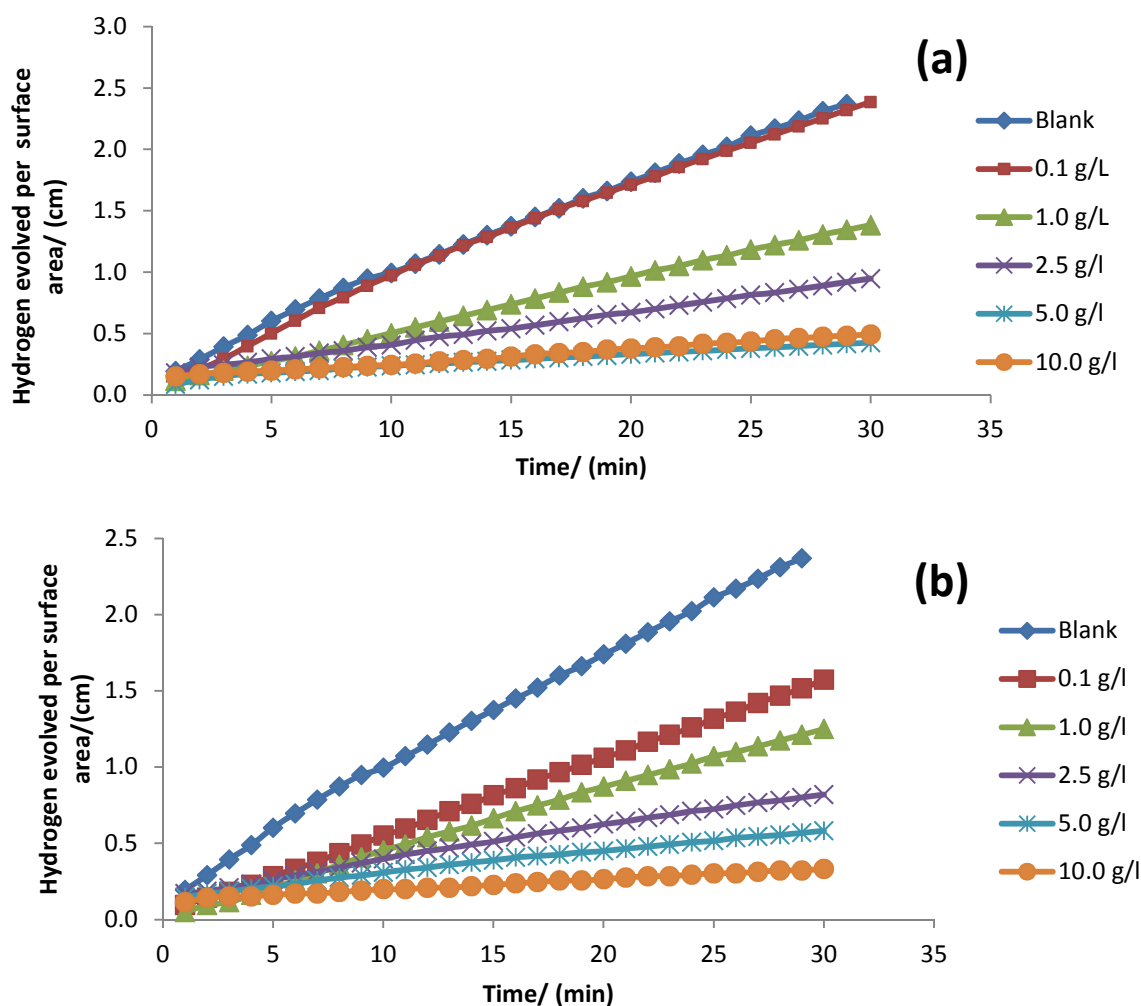 (a)
Hydrogen evolved per surface
area/ (cm)
3.0
2.5
2.0
1.5
1.0
0.5
0.0
0 5 10 15 20 25 30 35
Time/ (min)
Blank
0.1 g/L
1.0 g/L
2.5 g/l
5.0 g/l
10.0 g/l
(b)
Hydrogen evolved per surface
area/(cm)
2.5
2.0
1.5
1.0
0.5
0.0
0 5 10 15 20 25 30 35
Time/ (min)
Blank
0.1 g/l
1.0 g/l
2.5 g/l
5.0 g/l
10.0 g/l